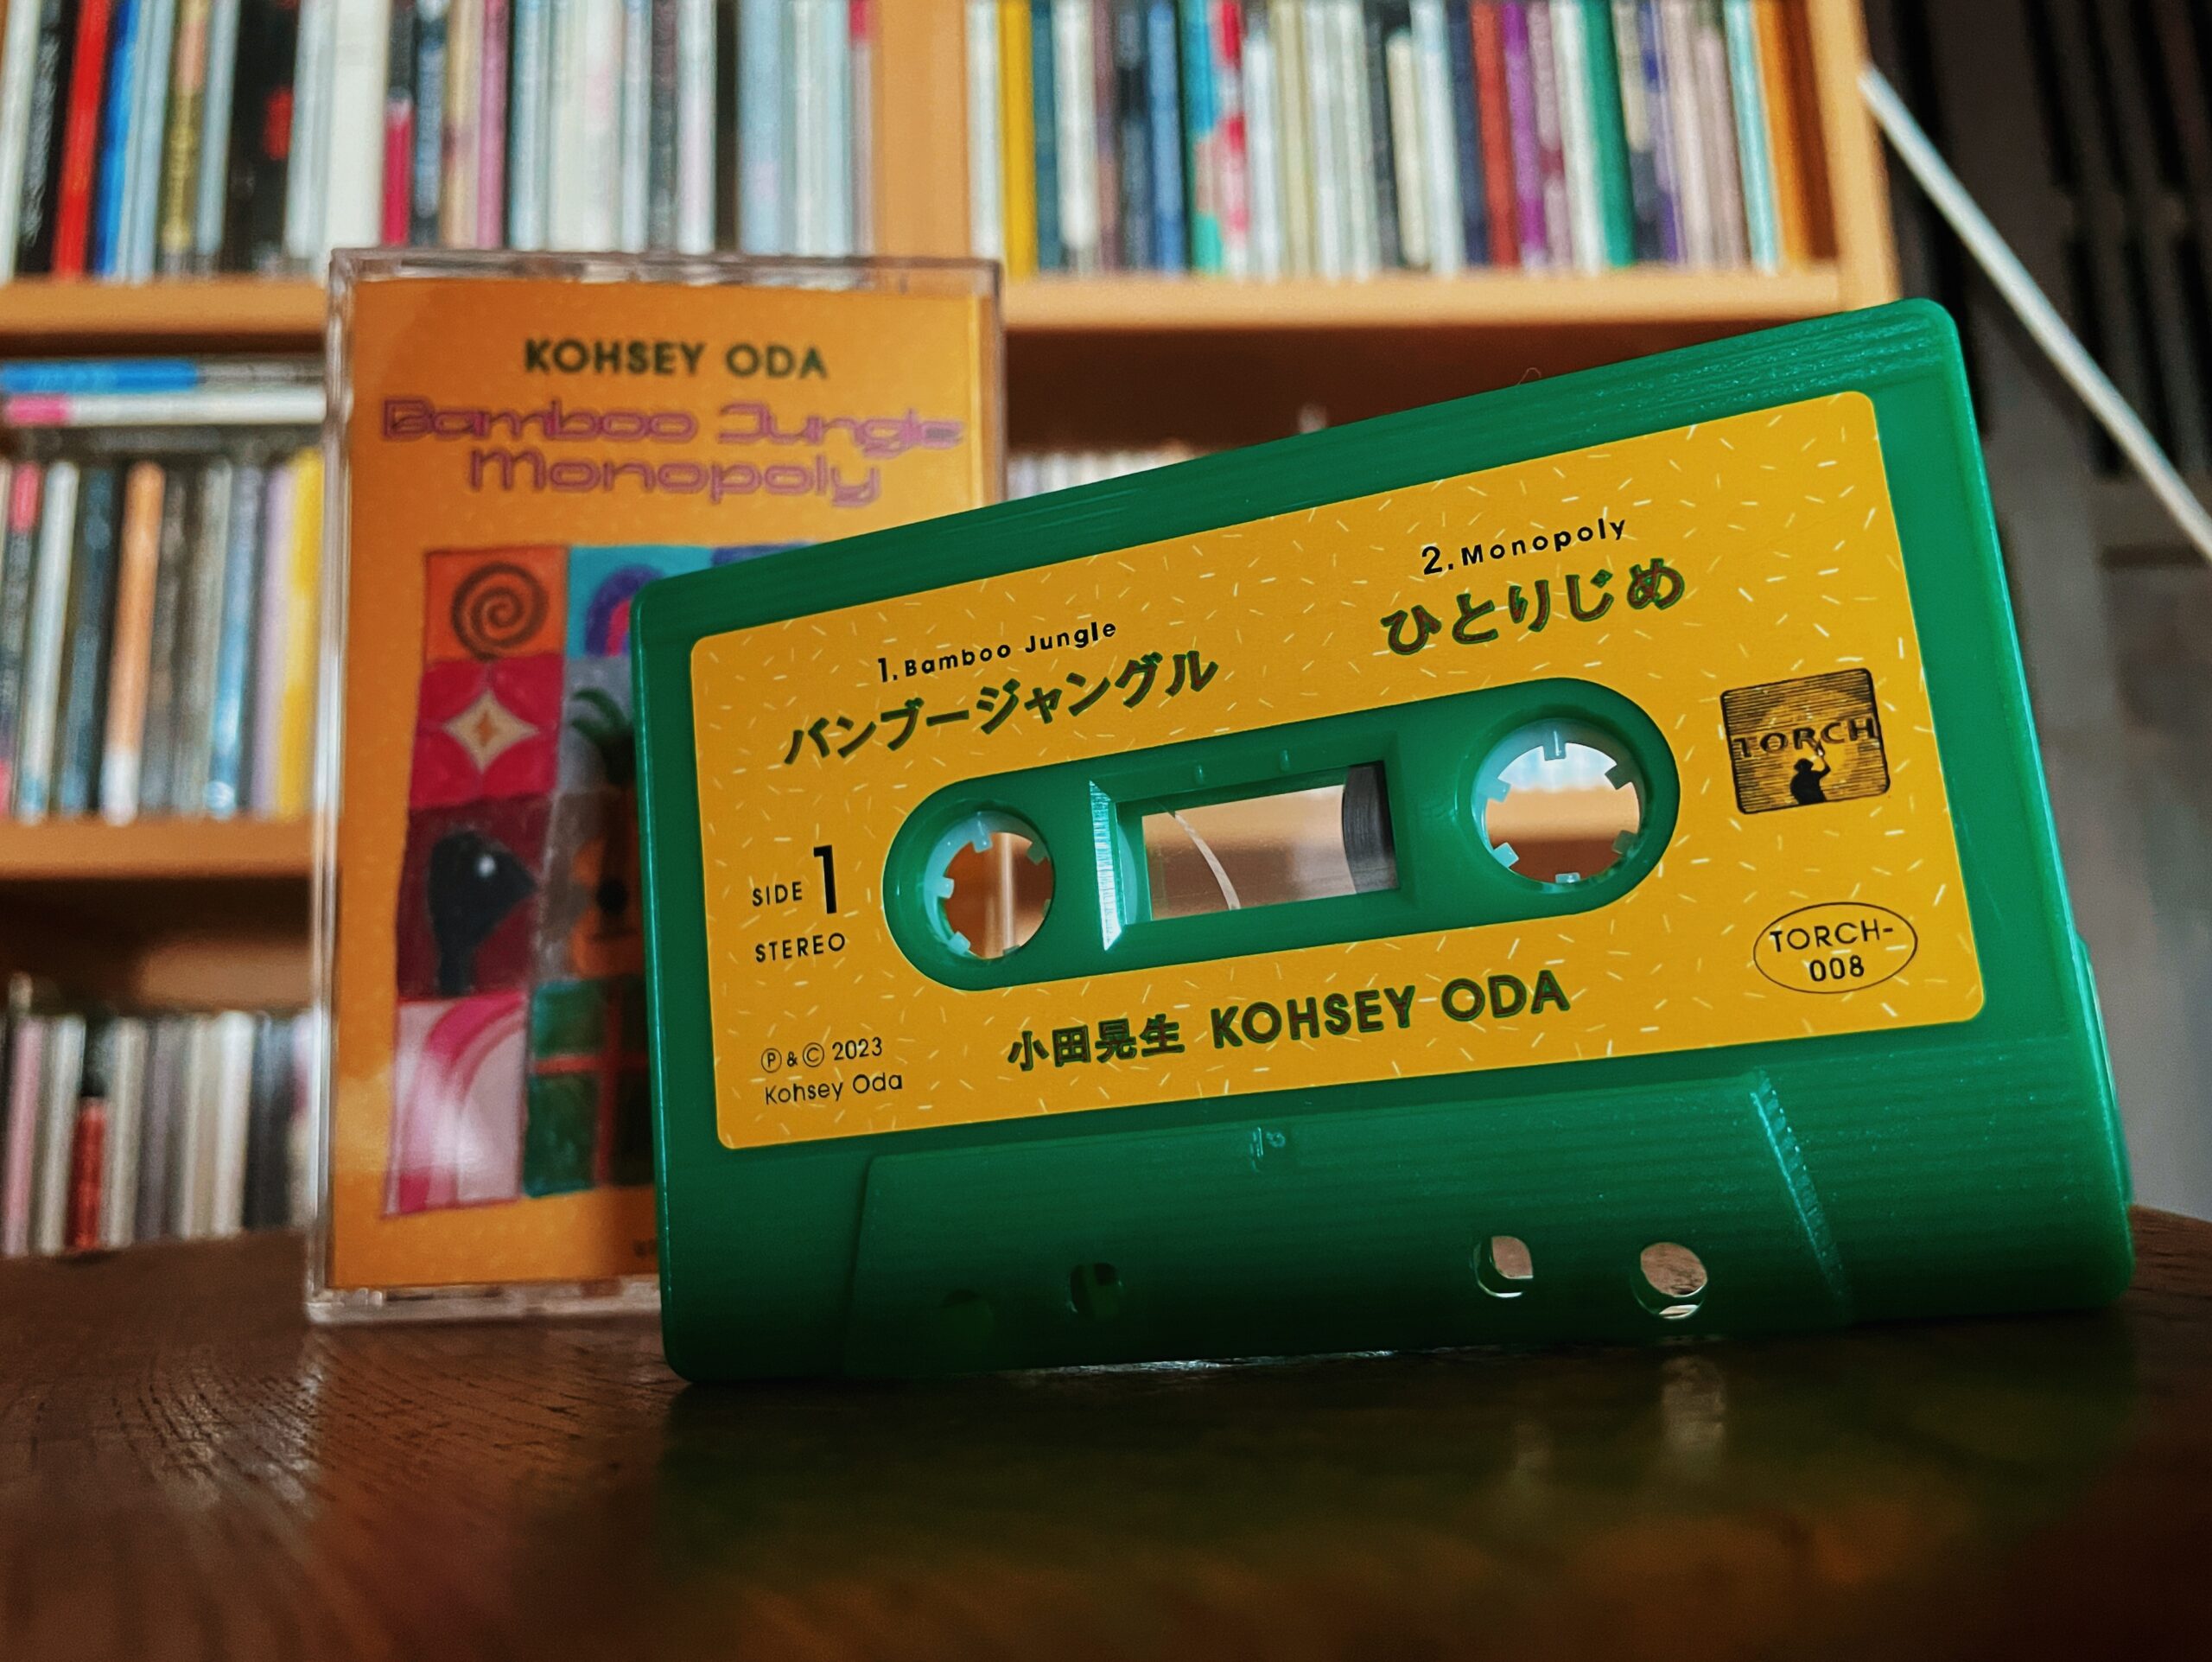 KOHSEY ODA
Bamboo Jungle
Monopoly
1. Bamboo Jungle
バンブージャングル
2. Monopoly
ひとりじめ
TORCH
SIDE 1
STEREO
TORCH-
008
小田晃生 KOHSEY ODA
Ⓟ & Ⓒ 2023
Kohsey Oda